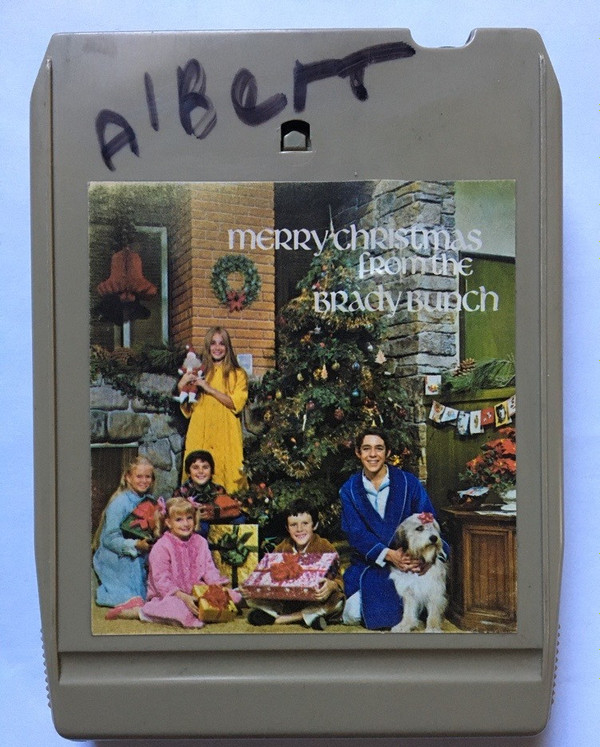 AlBerT
merry christmas
from the
Brady Bunch